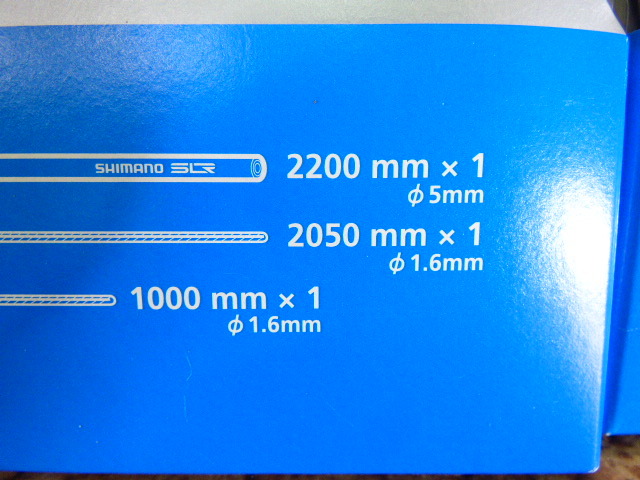 SHIMANO SLR 2200 mm × 1
φ 5mm
2050 mm × 1
φ 1.6mm
1000 mm × 1
φ 1.6mm